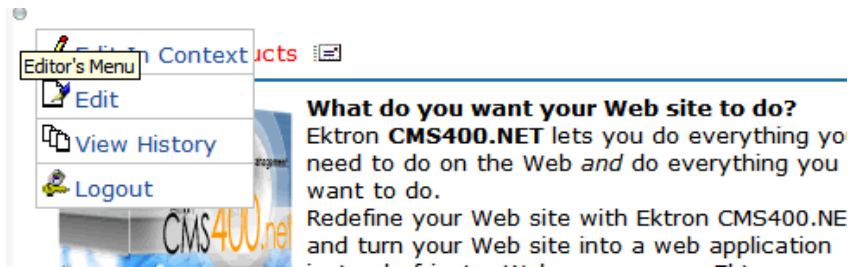 Edit In Context
ucts
Editor's Menu
Edit
View History
Logout
management.
CMS400.net
What do you want your Web site to do?
Ektron CMS400.NET lets you do everything you
need to do on the Web and do everything you
want to do.
Redefine your Web site with Ektron CMS400.NE
and turn your Web site into a web application